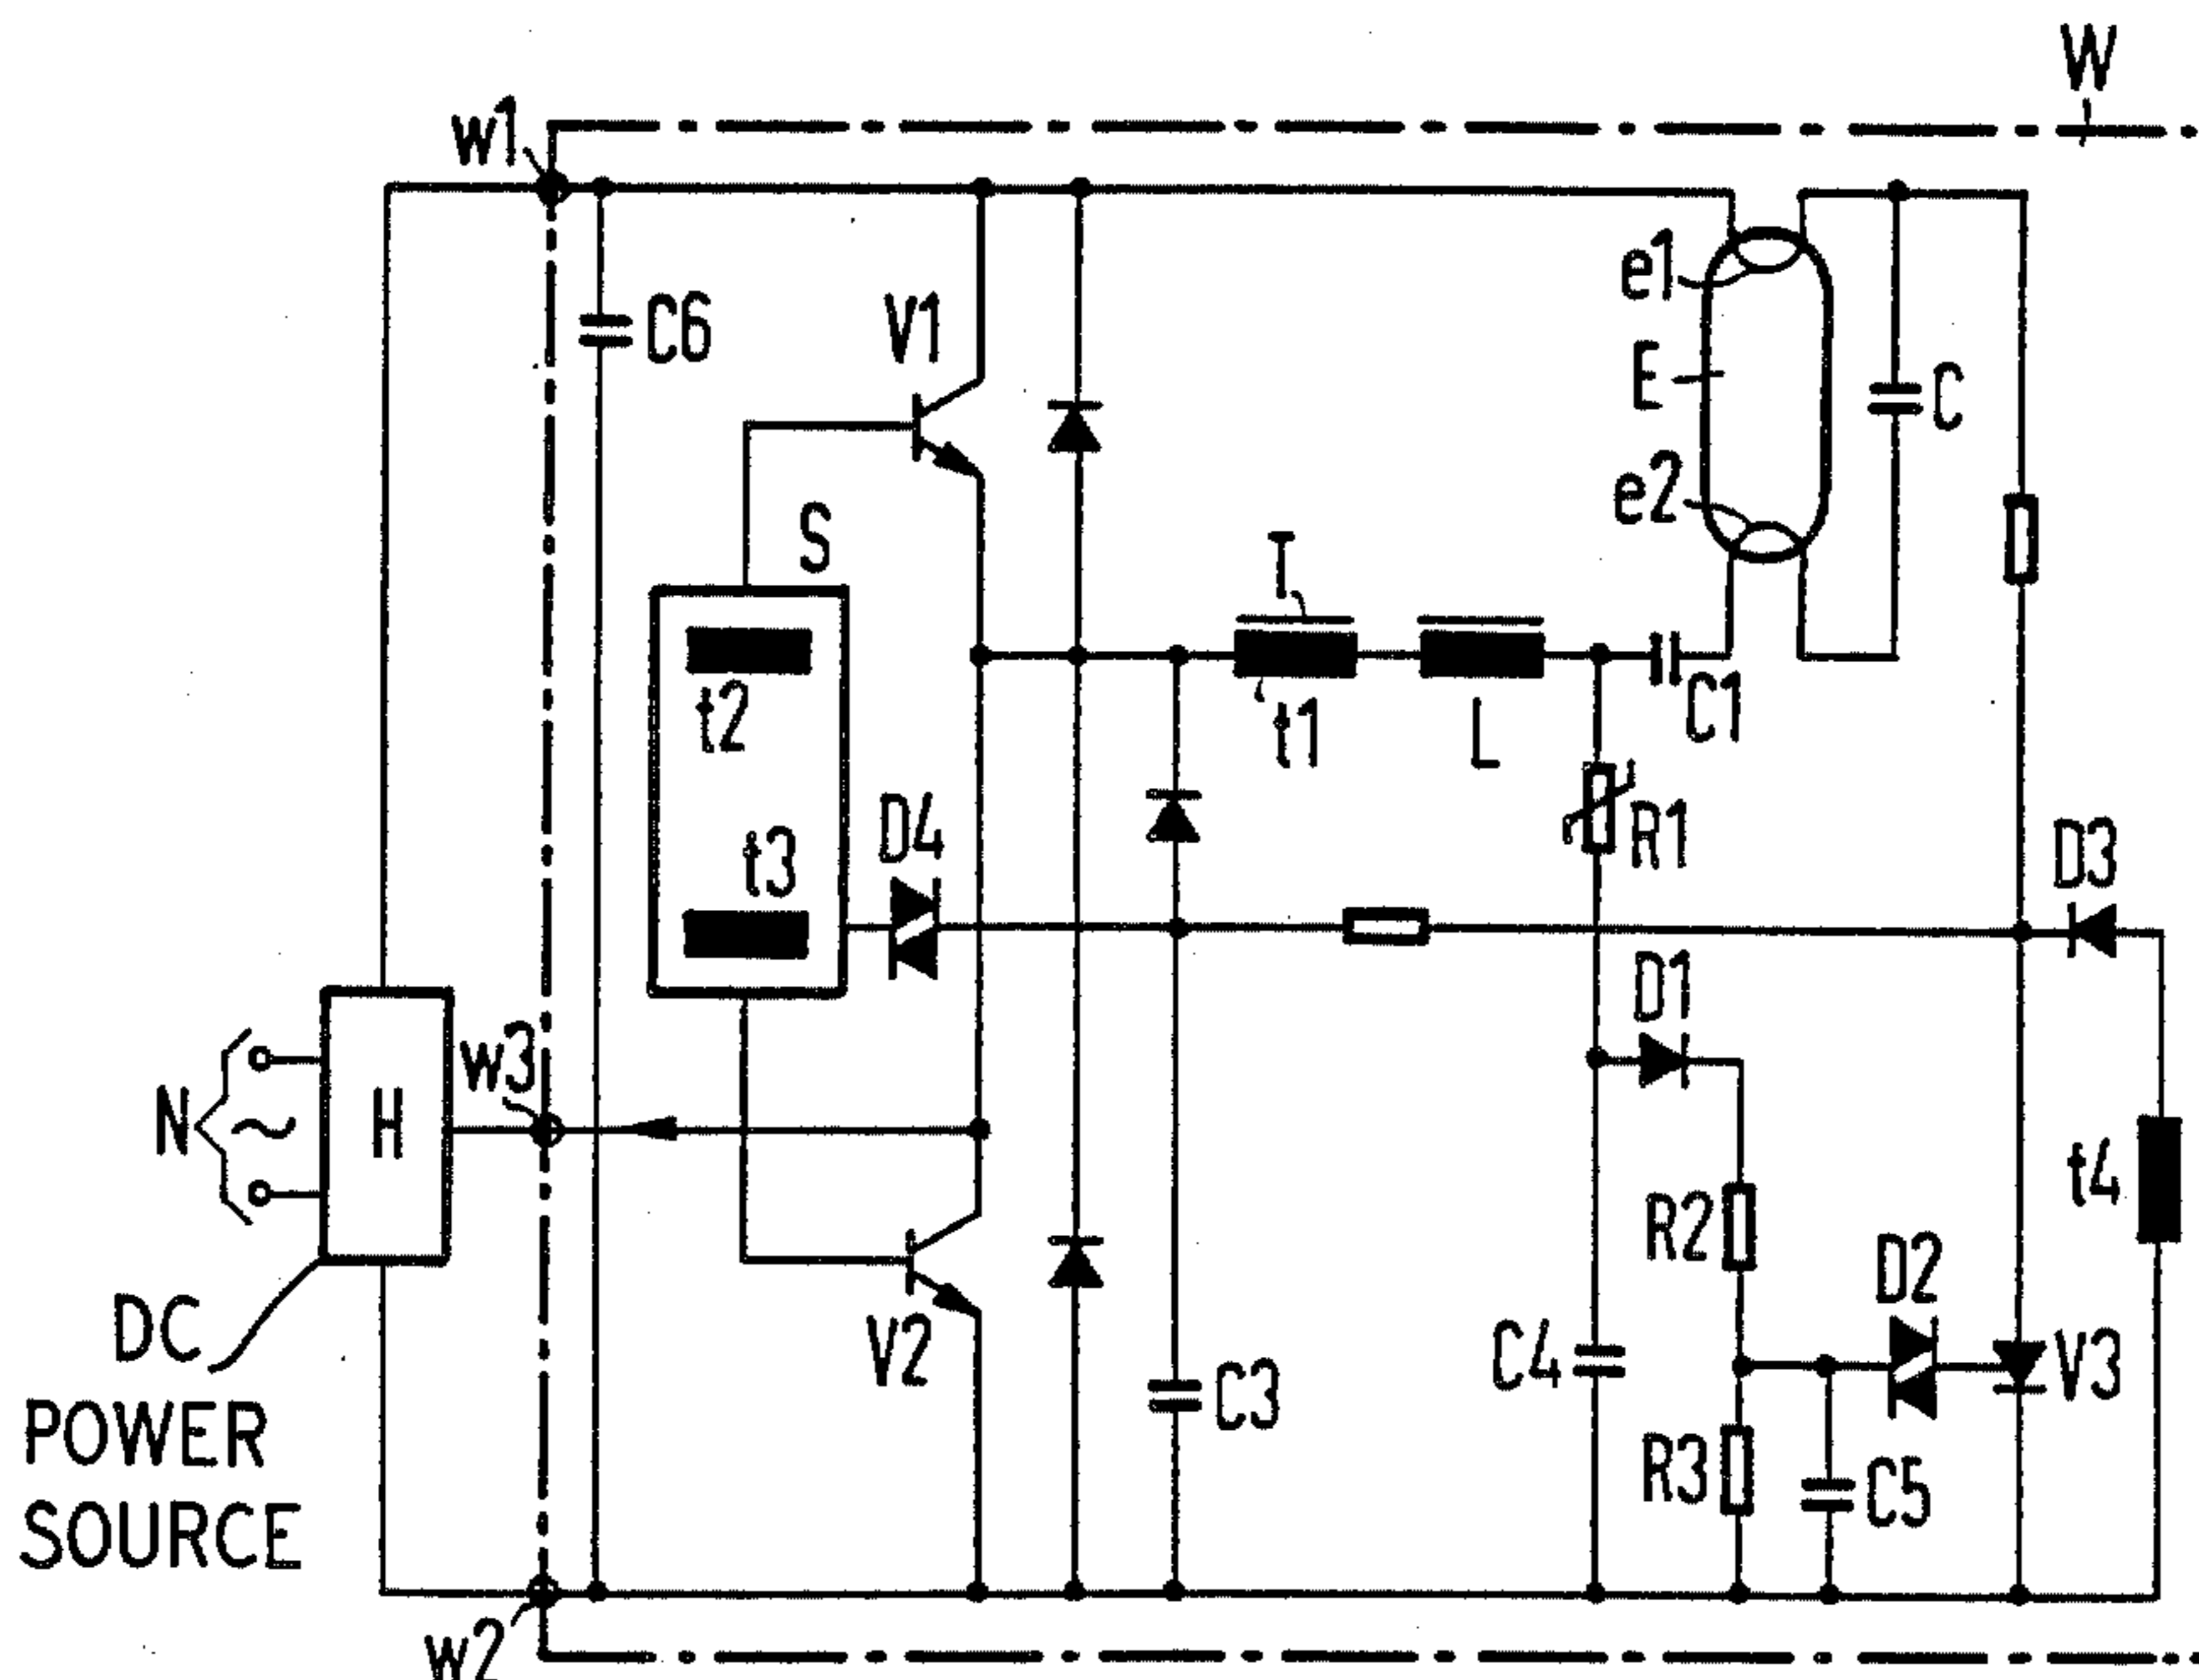 W
w1
C6
V1
e1
E
C
e2
S
T
t2
t1
L
C1
D4
R1
t3
D3
D1
w3
N
~
H
t4
R2
D2
DC
POWER
SOURCE
V2
C3
C4
V3
R3
C5
w2